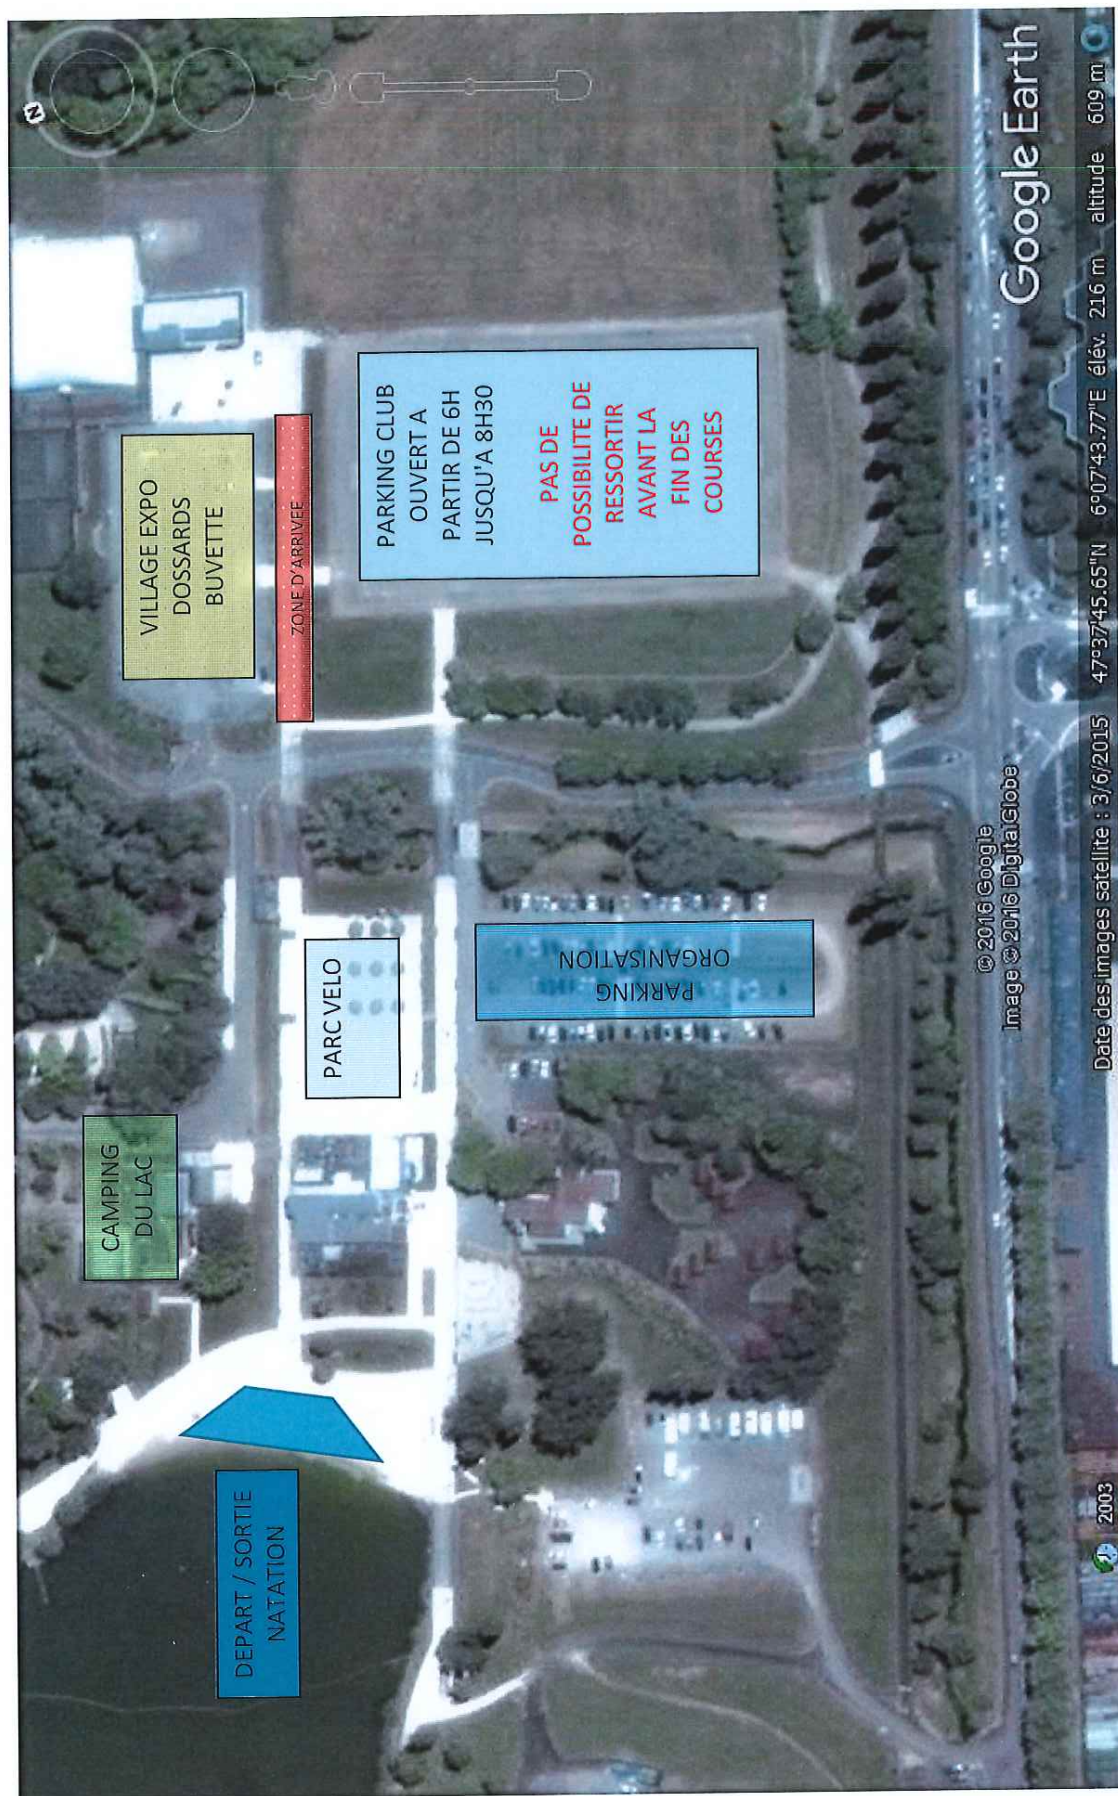 DEPART / SORTIE
NATATION
CAMPING
DU LAC
PARC VELO
PARKING
ORGANISATION
VILLAGE EXPO
DOSSARDS
BUVETTE
ZONE D'ARRIVEE
PARKING CLUB
OUVERT A
PARTIR DE 6H
JUSQU'A 8H30
PAS DE
POSSIBILITE DE
RESSORTIR
AVANT LA
FIN DES
COURSES
N
© 2016 Google
Image © 2016 DigitalGlobe
Google Earth
2003
Date des images satellite : 3/6/2015 47°37'45.65"N 6°07'43.77"E élév. 216 m altitude 609 m